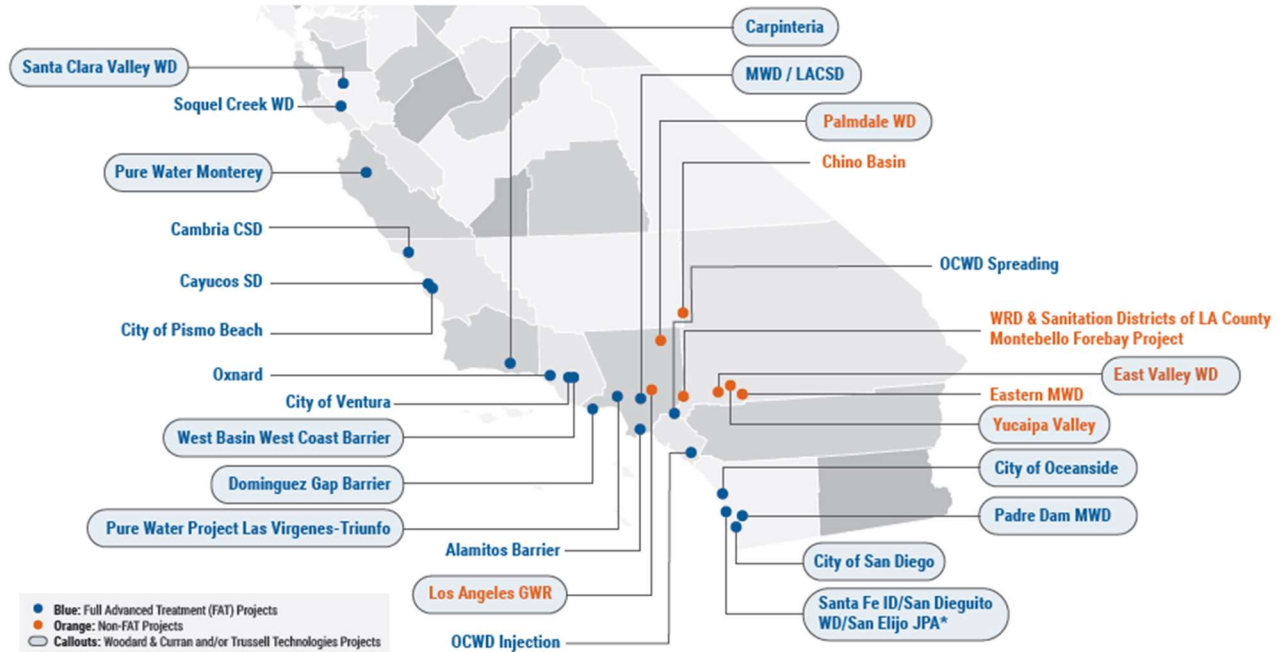 Carpinteria
Santa Clara Valley WD
MWD / LACSD
Soquel Creek WD
Palmdale WD
Chino Basin
Pure Water Monterey
Cambria CSD
OCWD Spreading
Cayucos SD
City of Pismo Beach
WRD & Sanitation Districts of LA County
Montebello Forebay Project
Oxnard
East Valley WD
City of Ventura
Eastern MWD
Yucaipa Valley
West Basin West Coast Barrier
City of Oceanside
Dominguez Gap Barrier
Padre Dam MWD
Pure Water Project Las Virgenes-Triunfo
Alamitos Barrier
City of San Diego
Los Angeles GWR
Santa Fe ID/San Dieguito
WD/San Elijo JPA*
OCWD Injection
Blue: Full Advanced Treatment (FAT) Projects
Orange: Non-FAT Projects
Callouts: Woodard & Curran and/or Trussell Technologies Projects